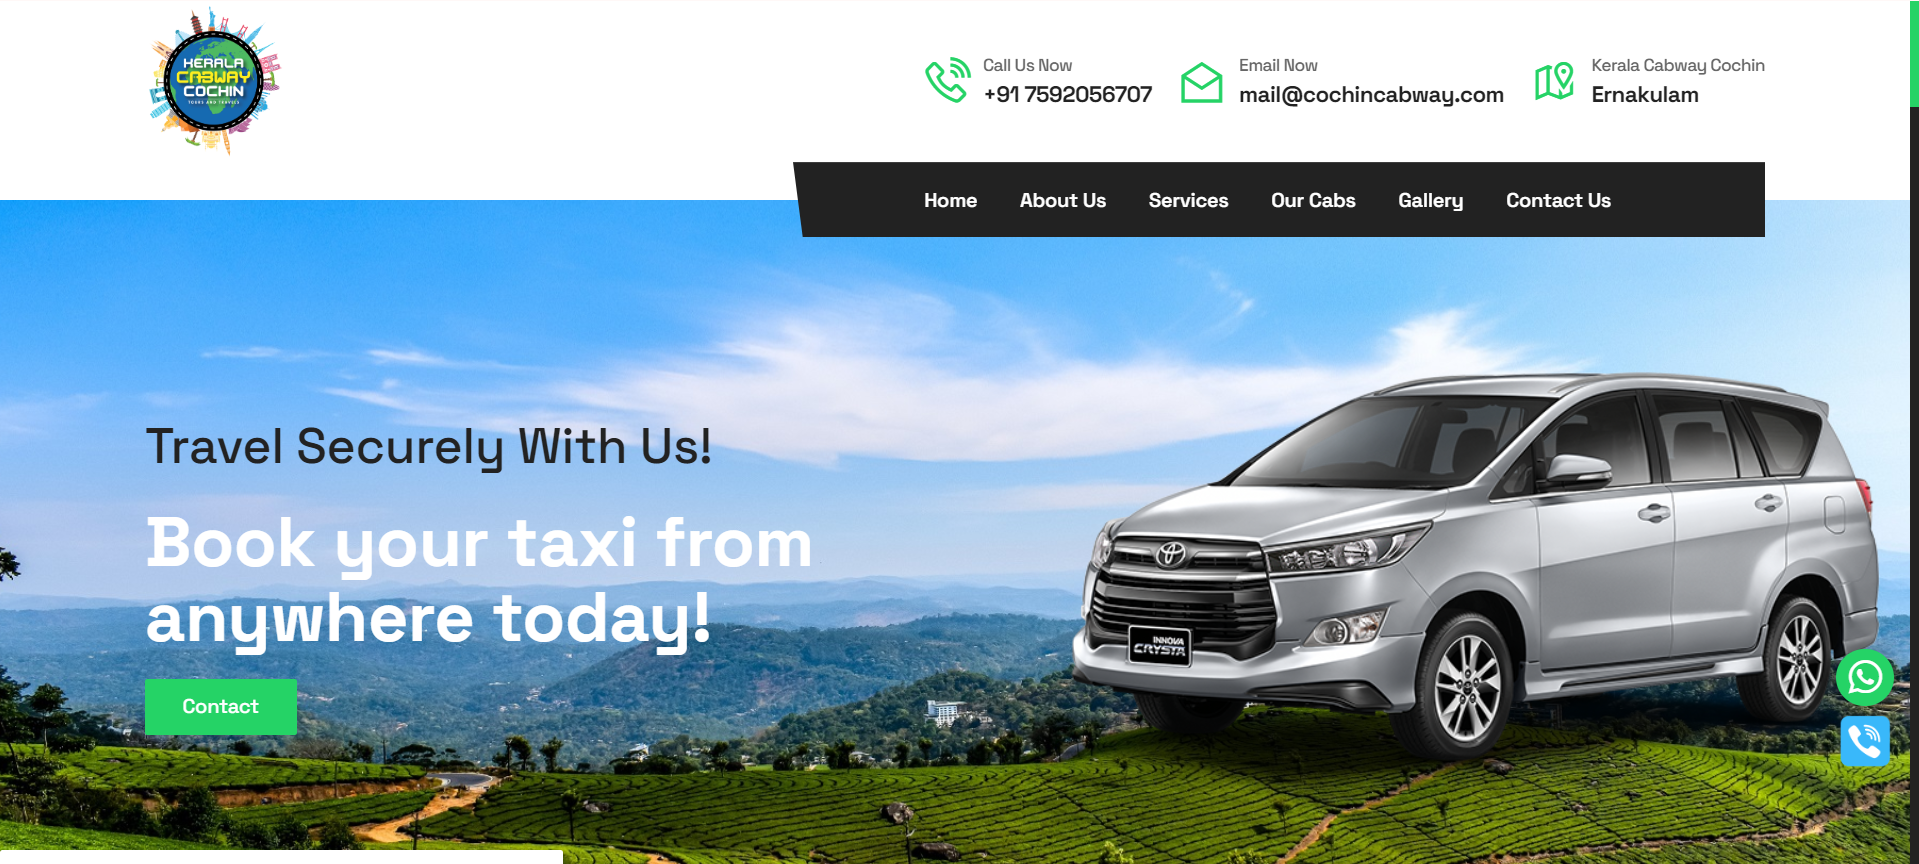 KERALA
CABWAY
COCHIN
TOURS AND TRAVELS
Call Us Now
+91 7592056707
Email Now
mail@cochincabway.com
Kerala Cabway Cochin
Ernakulam
Home About Us Services Our Cabs Gallery Contact Us
Travel Securely With Us!
Book your taxi from
anywhere today!
Contact
INNOVA
CRYSTA